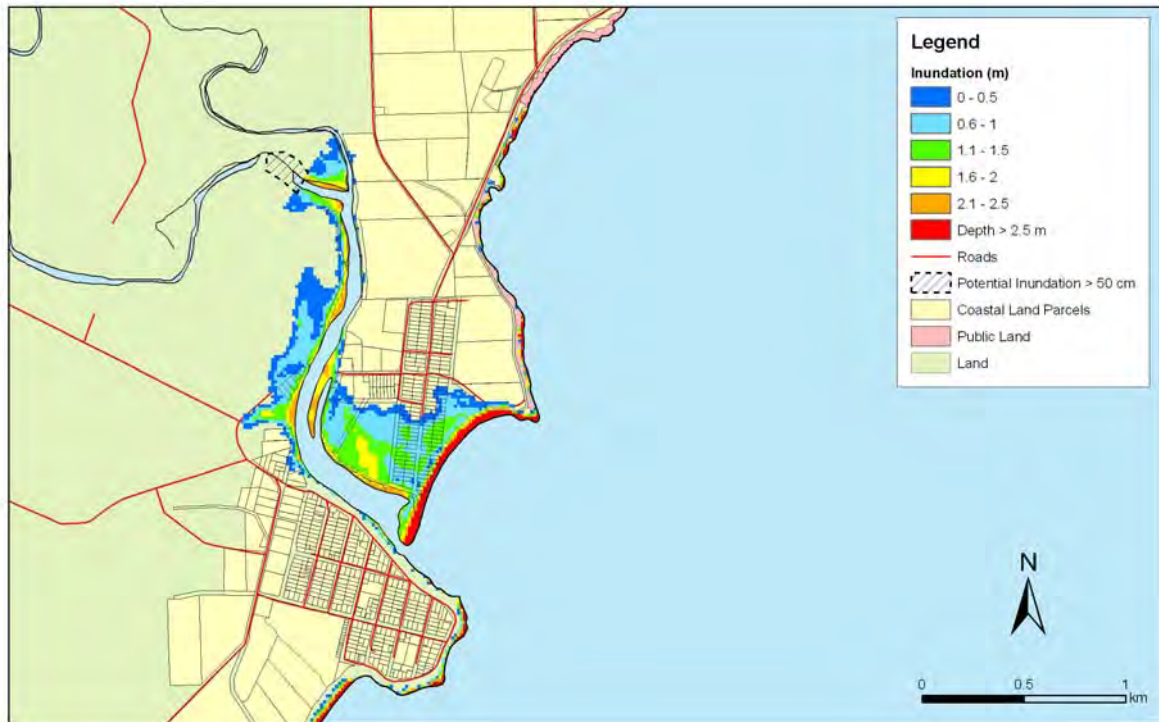 Legend
Inundation (m)
0 - 0.5
0.6 - 1
1.1 - 1.5
1.6 - 2
2.1 - 2.5
Depth > 2.5 m
Roads
Potential Inundation > 50 cm
Coastal Land Parcels
Public Land
Land
N
0 0.5 1
km